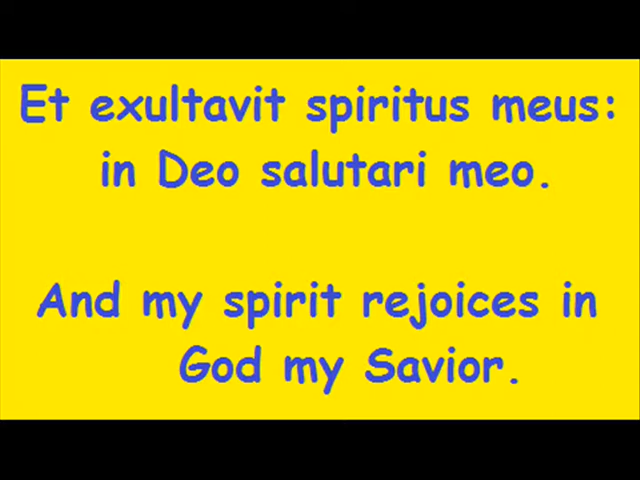 Et exultavit spiritus meus:
in Deo salutari meo.
And my spirit rejoices in
God my Savior.